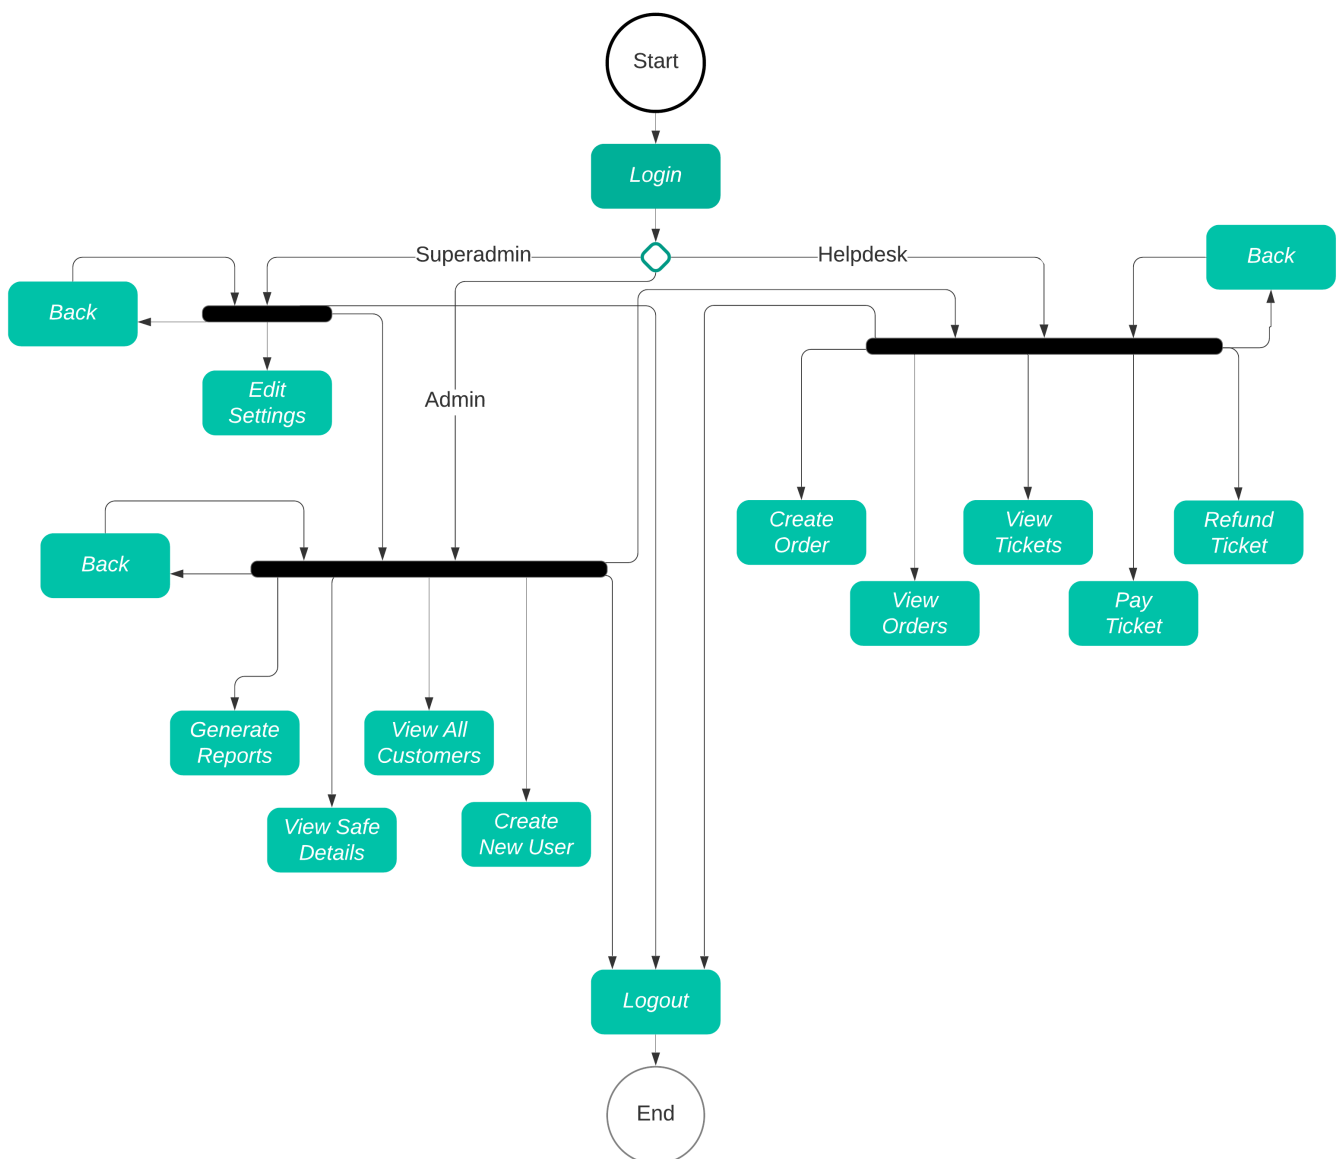 Start
Login
Superadmin
Helpdesk
Back
Back
Edit
Settings
Admin
Create
Order
View
Tickets
Refund
Ticket
Back
View
Orders
Pay
Ticket
Generate
Reports
View All
Customers
View Safe
Details
Create
New User
Logout
End